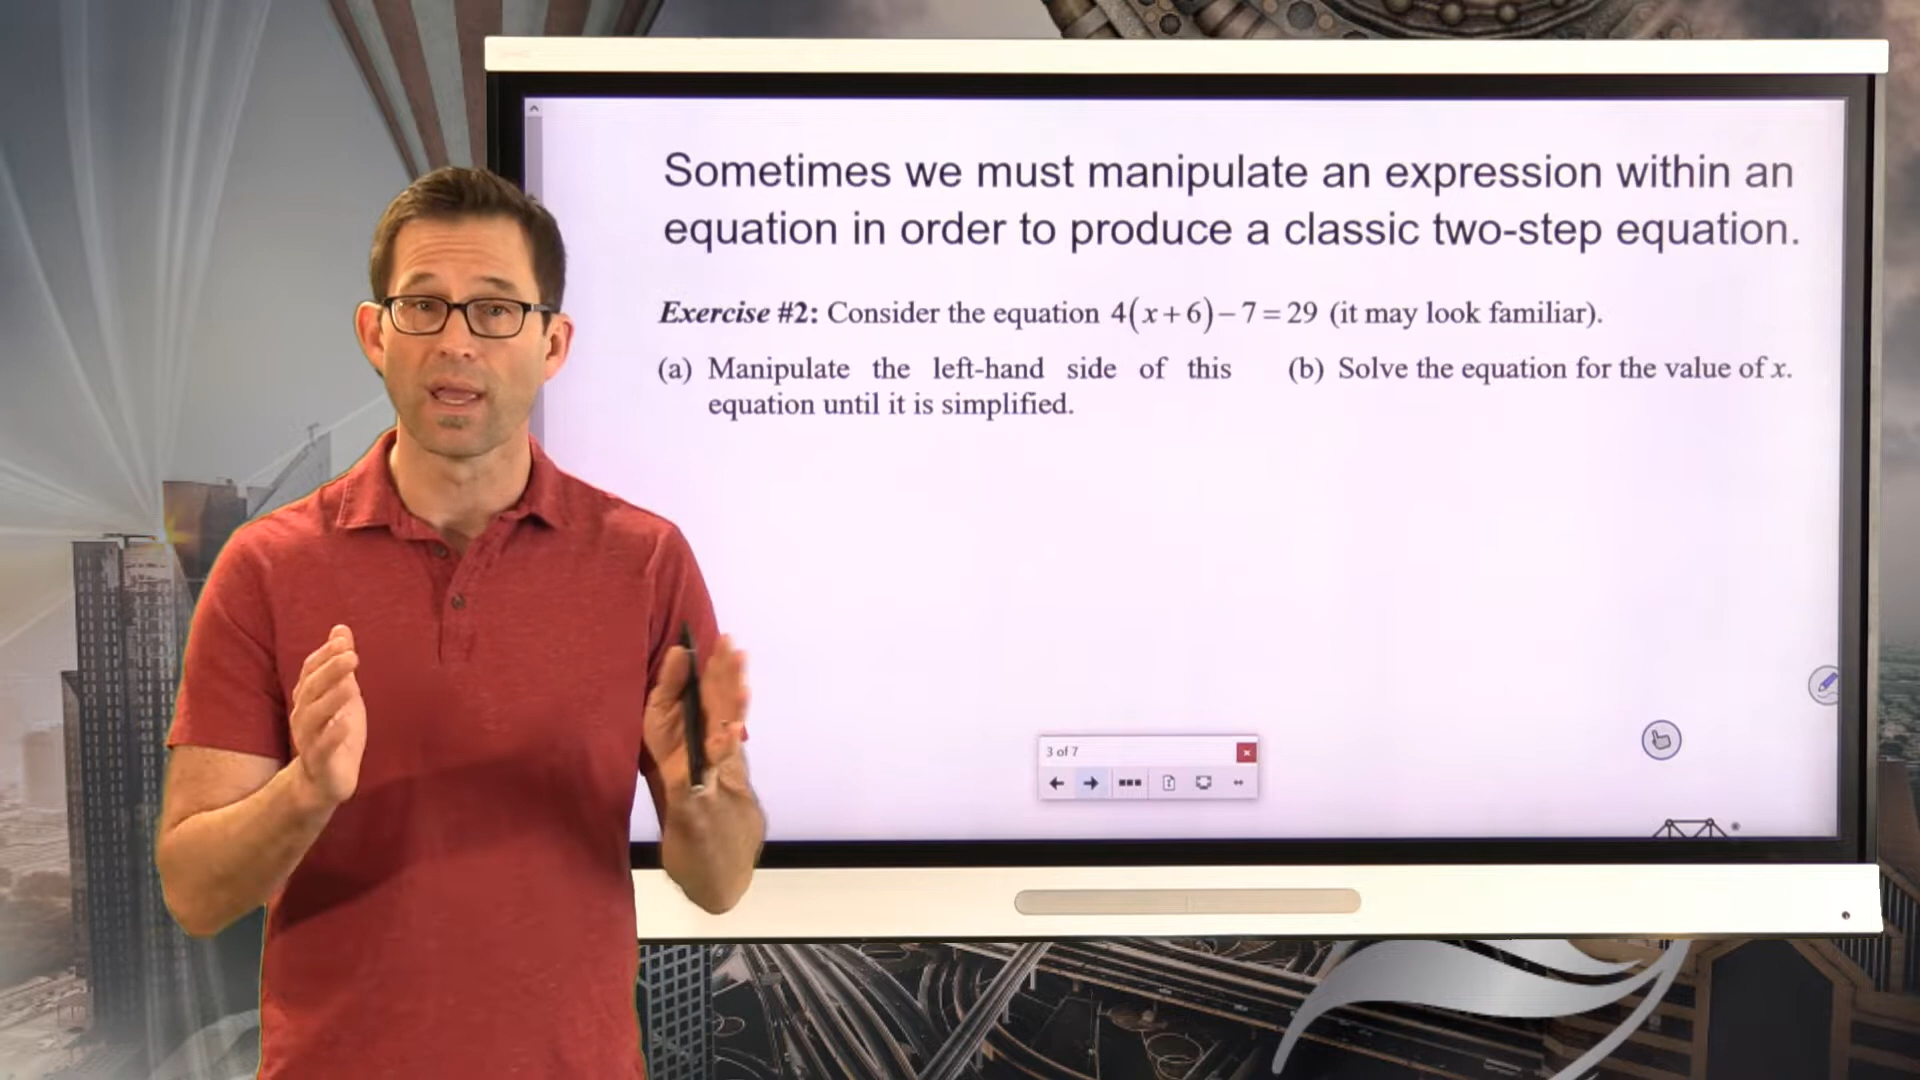 Sometimes we must manipulate an expression within an
equation in order to produce a classic two-step equation.
Exercise #2: Consider the equation 4(x+6)−7=29 (it may look familiar).
(a) Manipulate the left-hand side of this
equation until it is simplified.
(b) Solve the equation for the value of x.
3 of 7